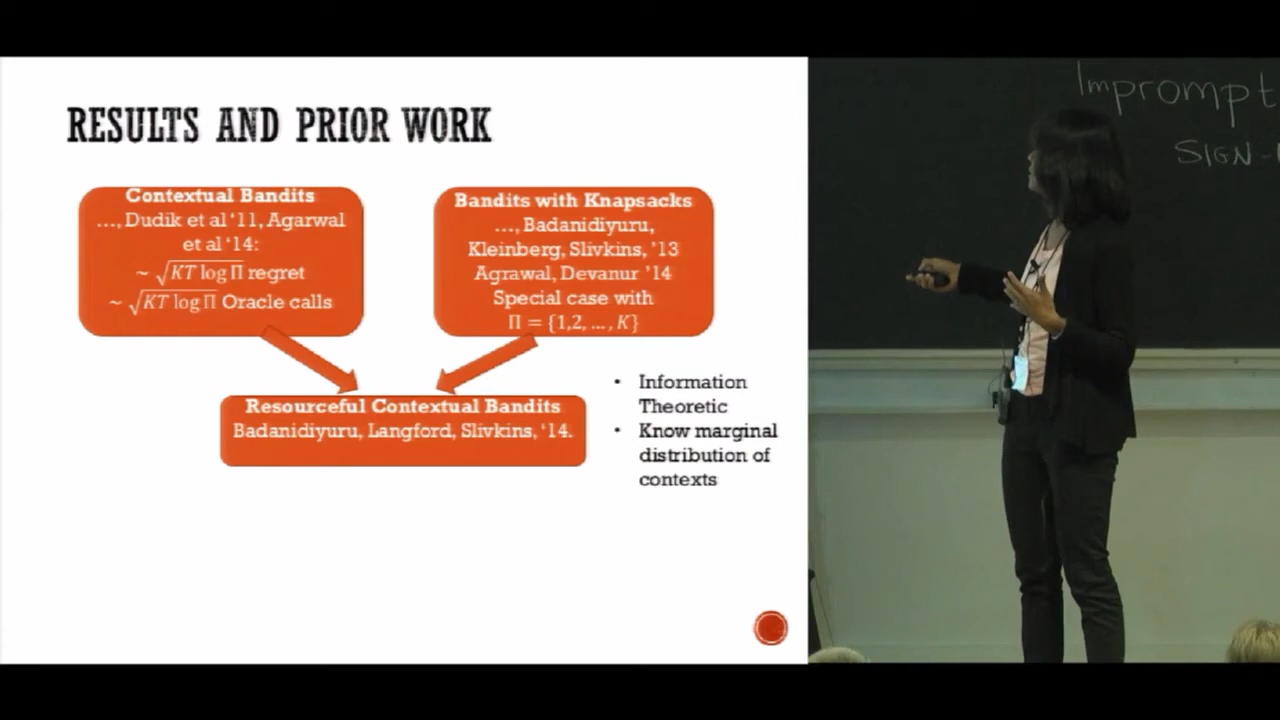 RESULTS AND PRIOR WORK
Contextual Bandits
…, Dudik et al '11, Agarwal
et al '14:
~ √KT log Π regret
~ √KT log Π Oracle calls
Bandits with Knapsacks
…, Badanidiyuru,
Kleinberg, Slivkins, '13
Agrawal, Devanur '14
Special case with
Π = {1,2, …, K}
Resourceful Contextual Bandits
Badanidiyuru, Langford, Slivkins, '14.
• Information
Theoretic
• Know marginal
distribution of
contexts
Imprompt
SIGN-